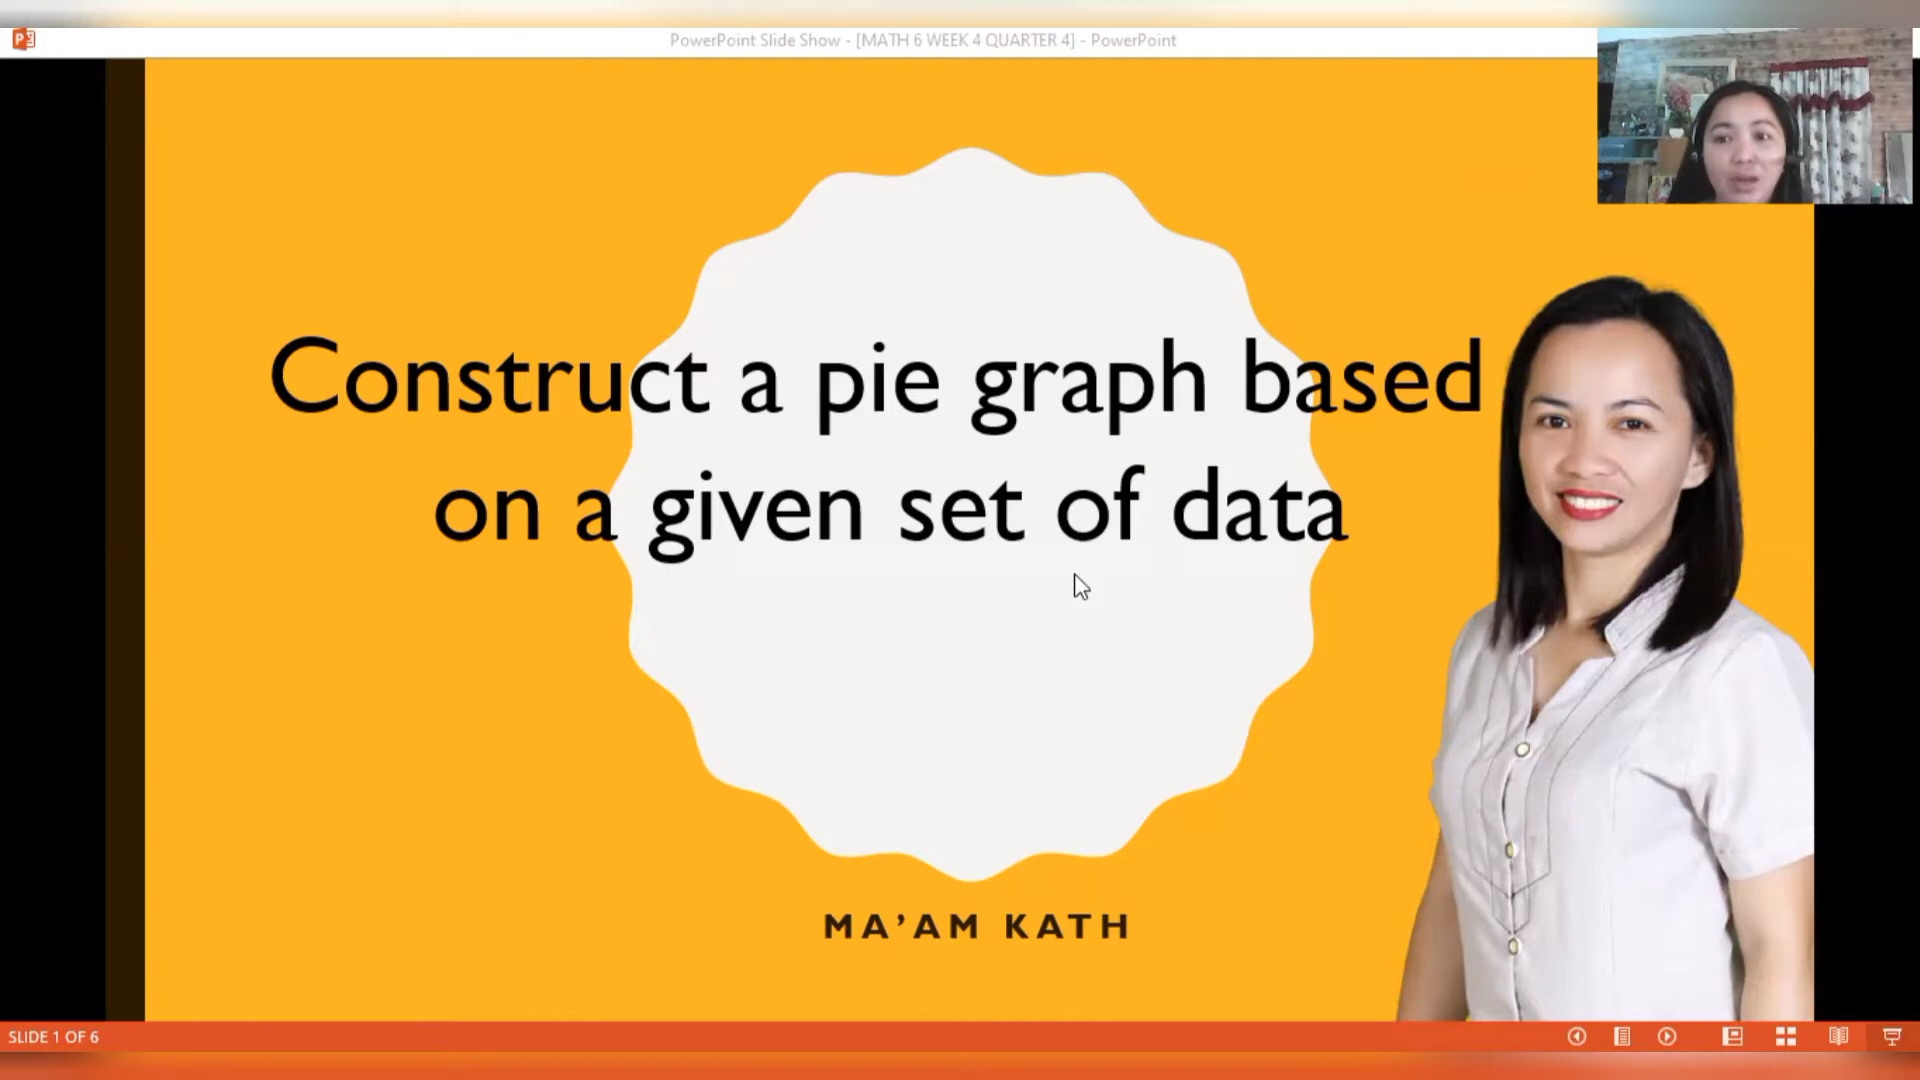 PowerPoint Slide Show - [MATH 6 WEEK 4 QUARTER 4] - PowerPoint
Construct a pie graph based
on a given set of data
MA'AM KATH
SLIDE 1 OF 6